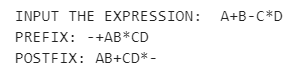 INPUT THE EXPRESSION:  A+B-C*D
PREFIX: -+AB*CD
POSTFIX: AB+CD*-